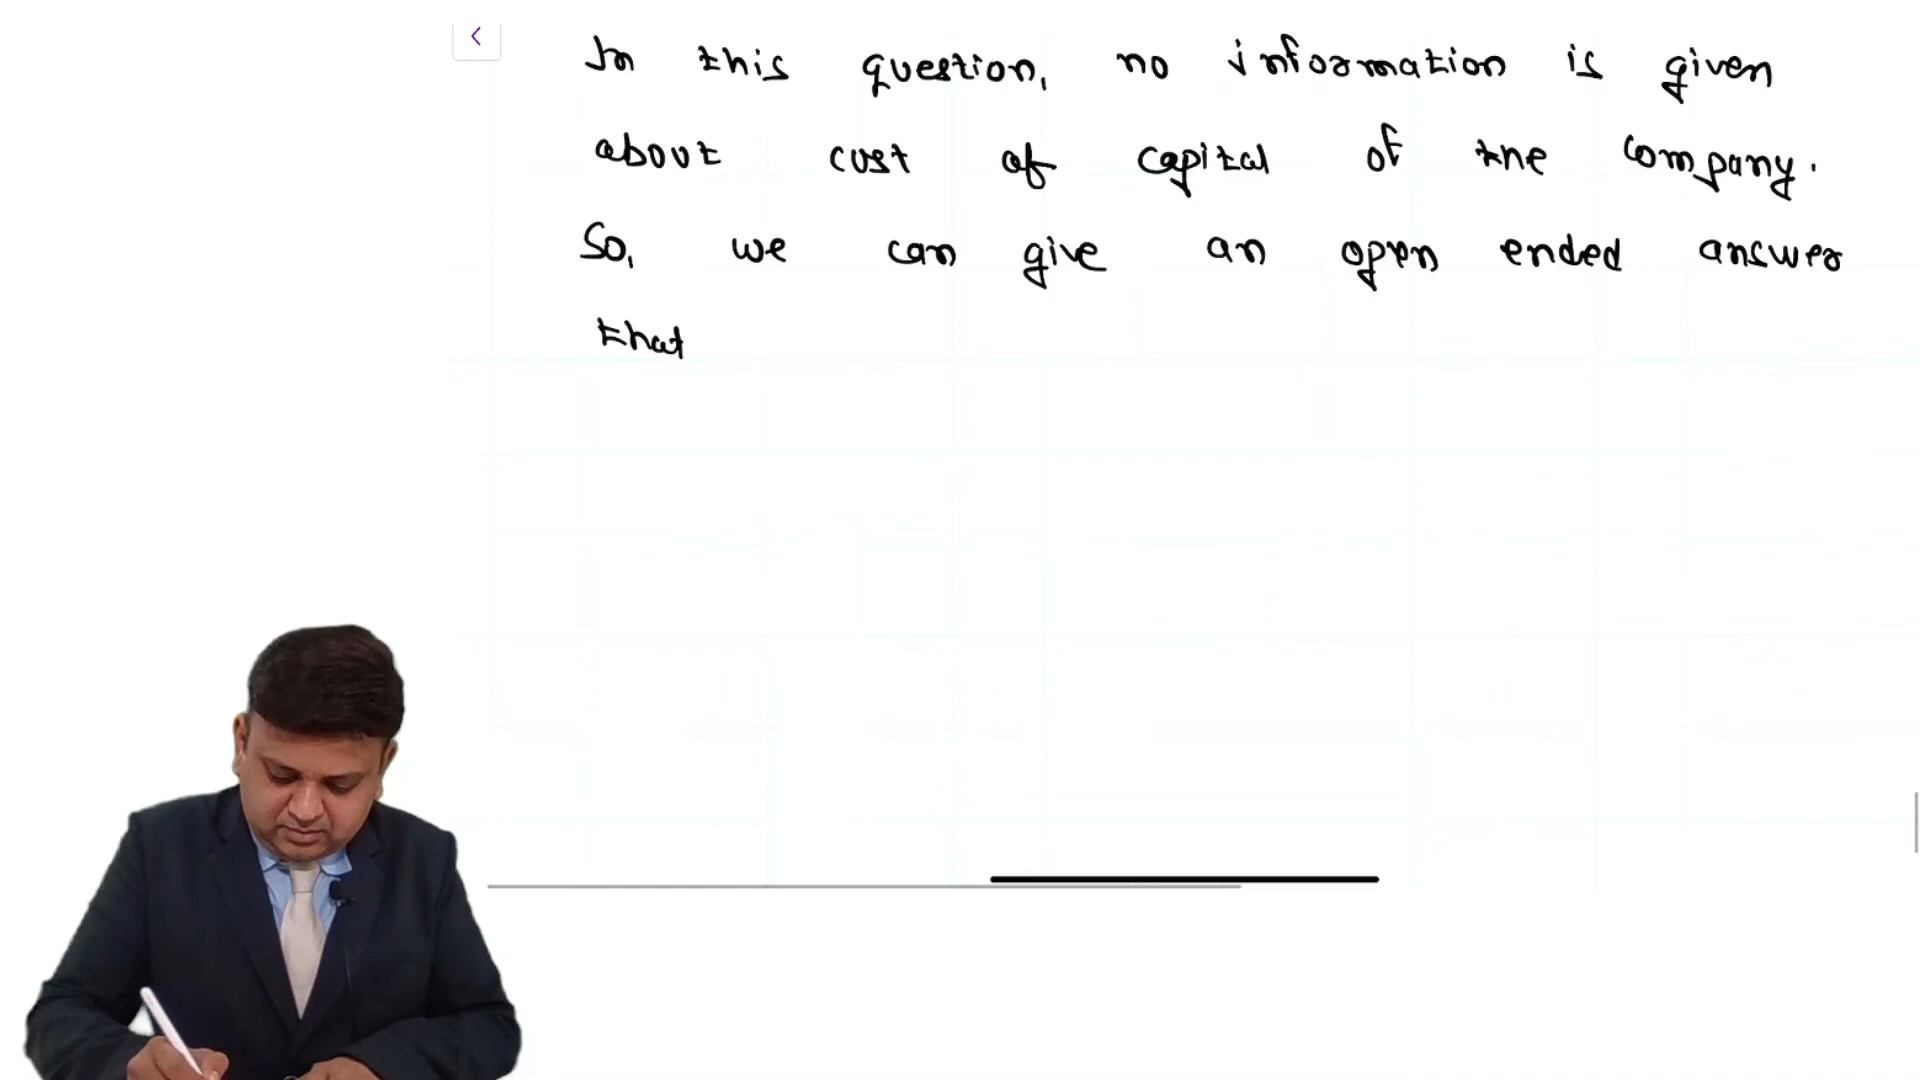 In this question, no information is given
about cost of capital of the company.
So, we can give an open ended answer
that